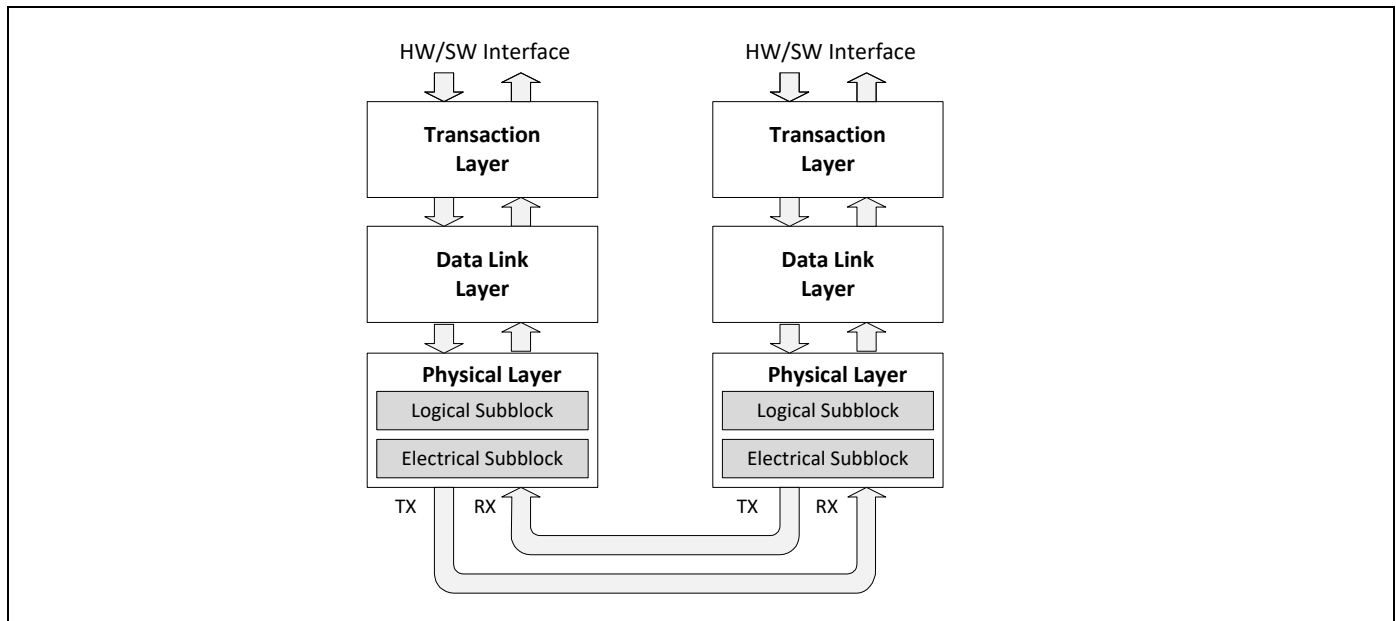 HW/SW Interface
Transaction
Layer
Data Link
Layer
Physical Layer
Logical Subblock
Electrical Subblock
TX RX
HW/SW Interface
Transaction
Layer
Data Link
Layer
Physical Layer
Logical Subblock
Electrical Subblock
TX RX